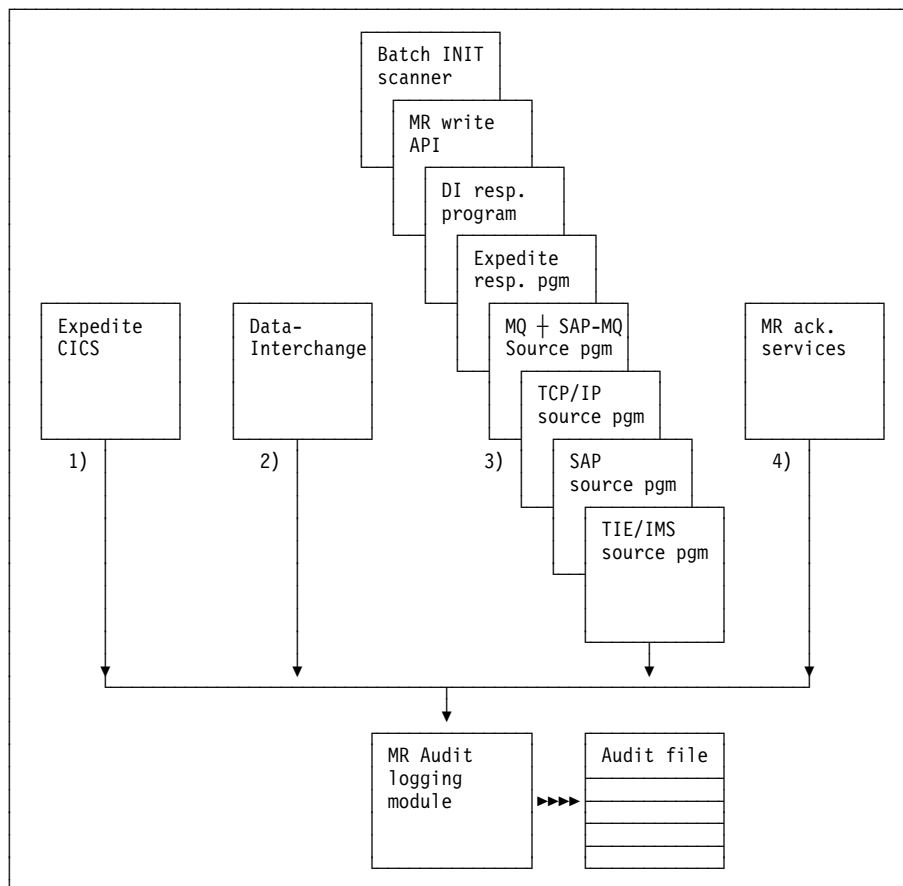 Batch INIT
scanner
MR write
API
DI resp.
program
Expedite
resp. pgm
Expedite
CICS
Data-
Interchange
MQ ┼ SAP-MQ
Source pgm
MR ack.
services
TCP/IP
source pgm
1)
2)
3)
SAP
source pgm
4)
TIE/IMS
source pgm
MR Audit
logging
module
Audit file